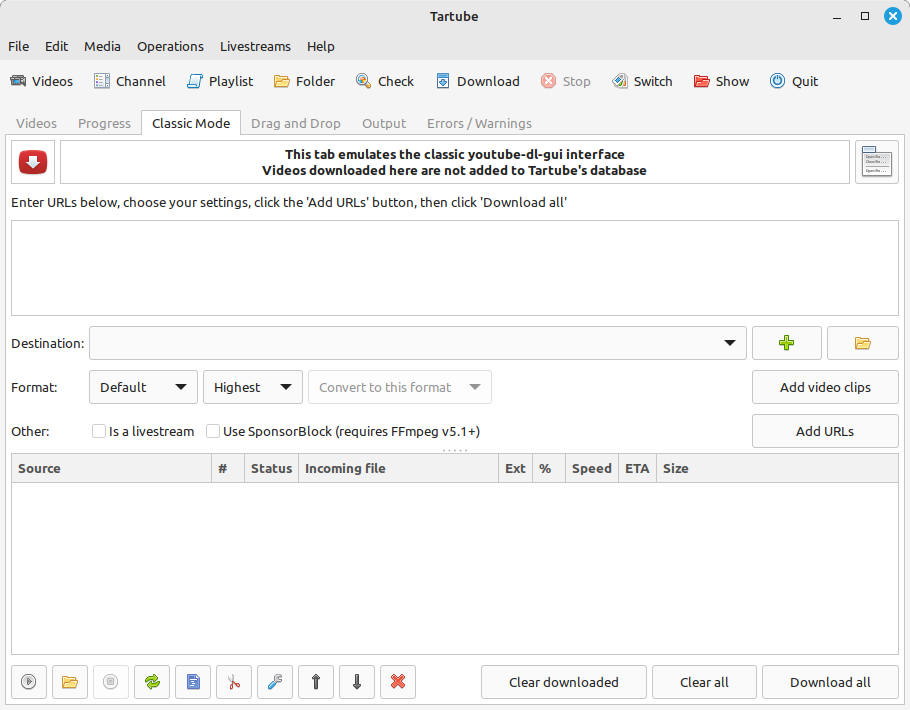 Tartube
File Edit Media Operations Livestreams Help
Videos Channel Playlist Folder Check Download Stop Switch Show Quit
Videos Progress Classic Mode Drag and Drop Output Errors / Warnings
This tab emulates the classic youtube-dl-gui interface
Videos downloaded here are not added to Tartube's database
Enter URLs below, choose your settings, click the 'Add URLs' button, then click 'Download all'
Destination:
Format: Default Highest Convert to this format Add video clips
Other: Is a livestream Use SponsorBlock (requires FFmpeg v5.1+) Add URLs
Source # Status Incoming file Ext % Speed ETA Size
Clear downloaded Clear all Download all